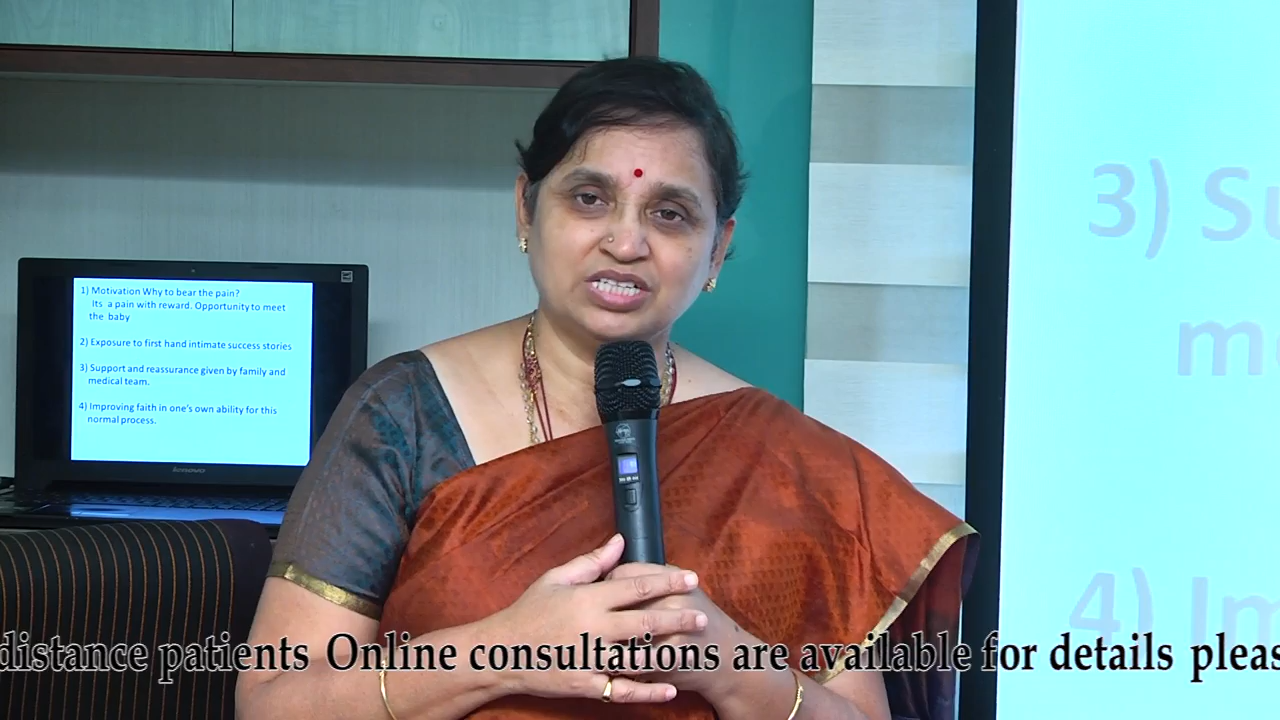 1) Motivation Why to bear the pain?
Its a pain with reward. Opportunity to meet
the baby
2) Exposure to first hand intimate success stories
3) Support and reassurance given by family and
medical team.
4) Improving faith in one's own ability for this
normal process.
lenovo
3) Su
me
4) Im
distance patients Online consultations are available for details pleas